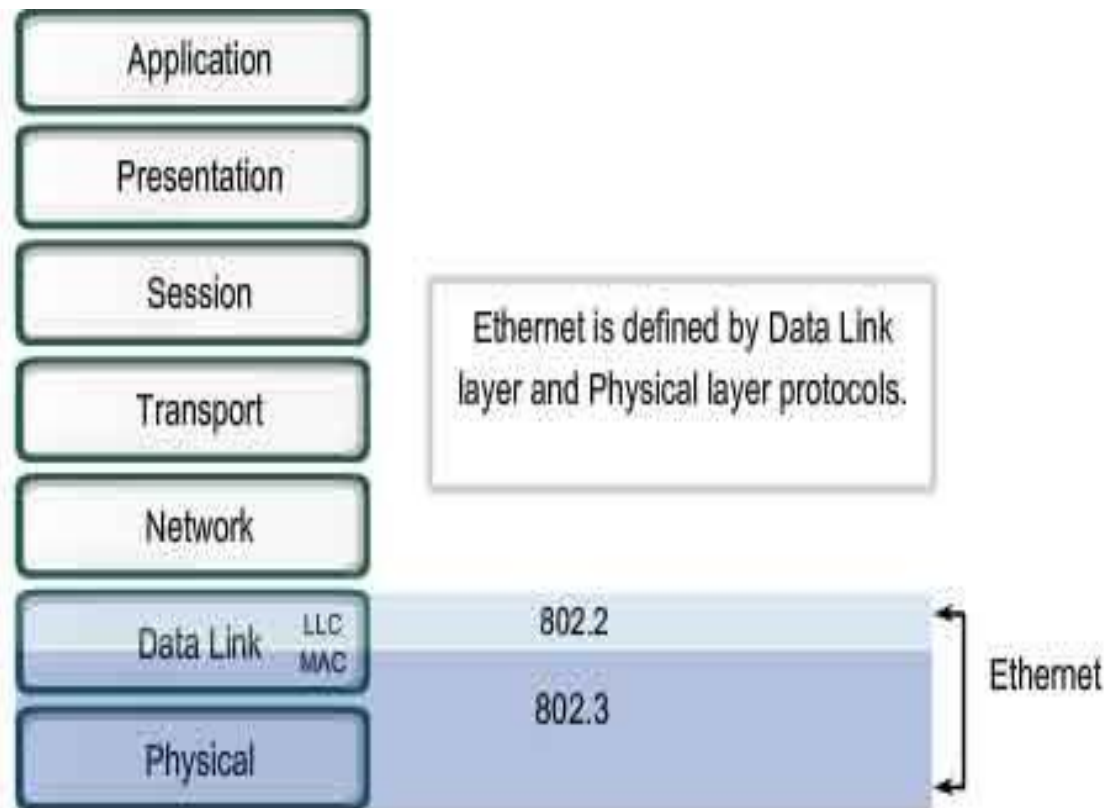 Application
Presentation
Session
Ethernet is defined by Data Link
layer and Physical layer protocols.
Transport
Network
Data Link
LLC
MAC
802.2
802.3
Ethernet
Physical